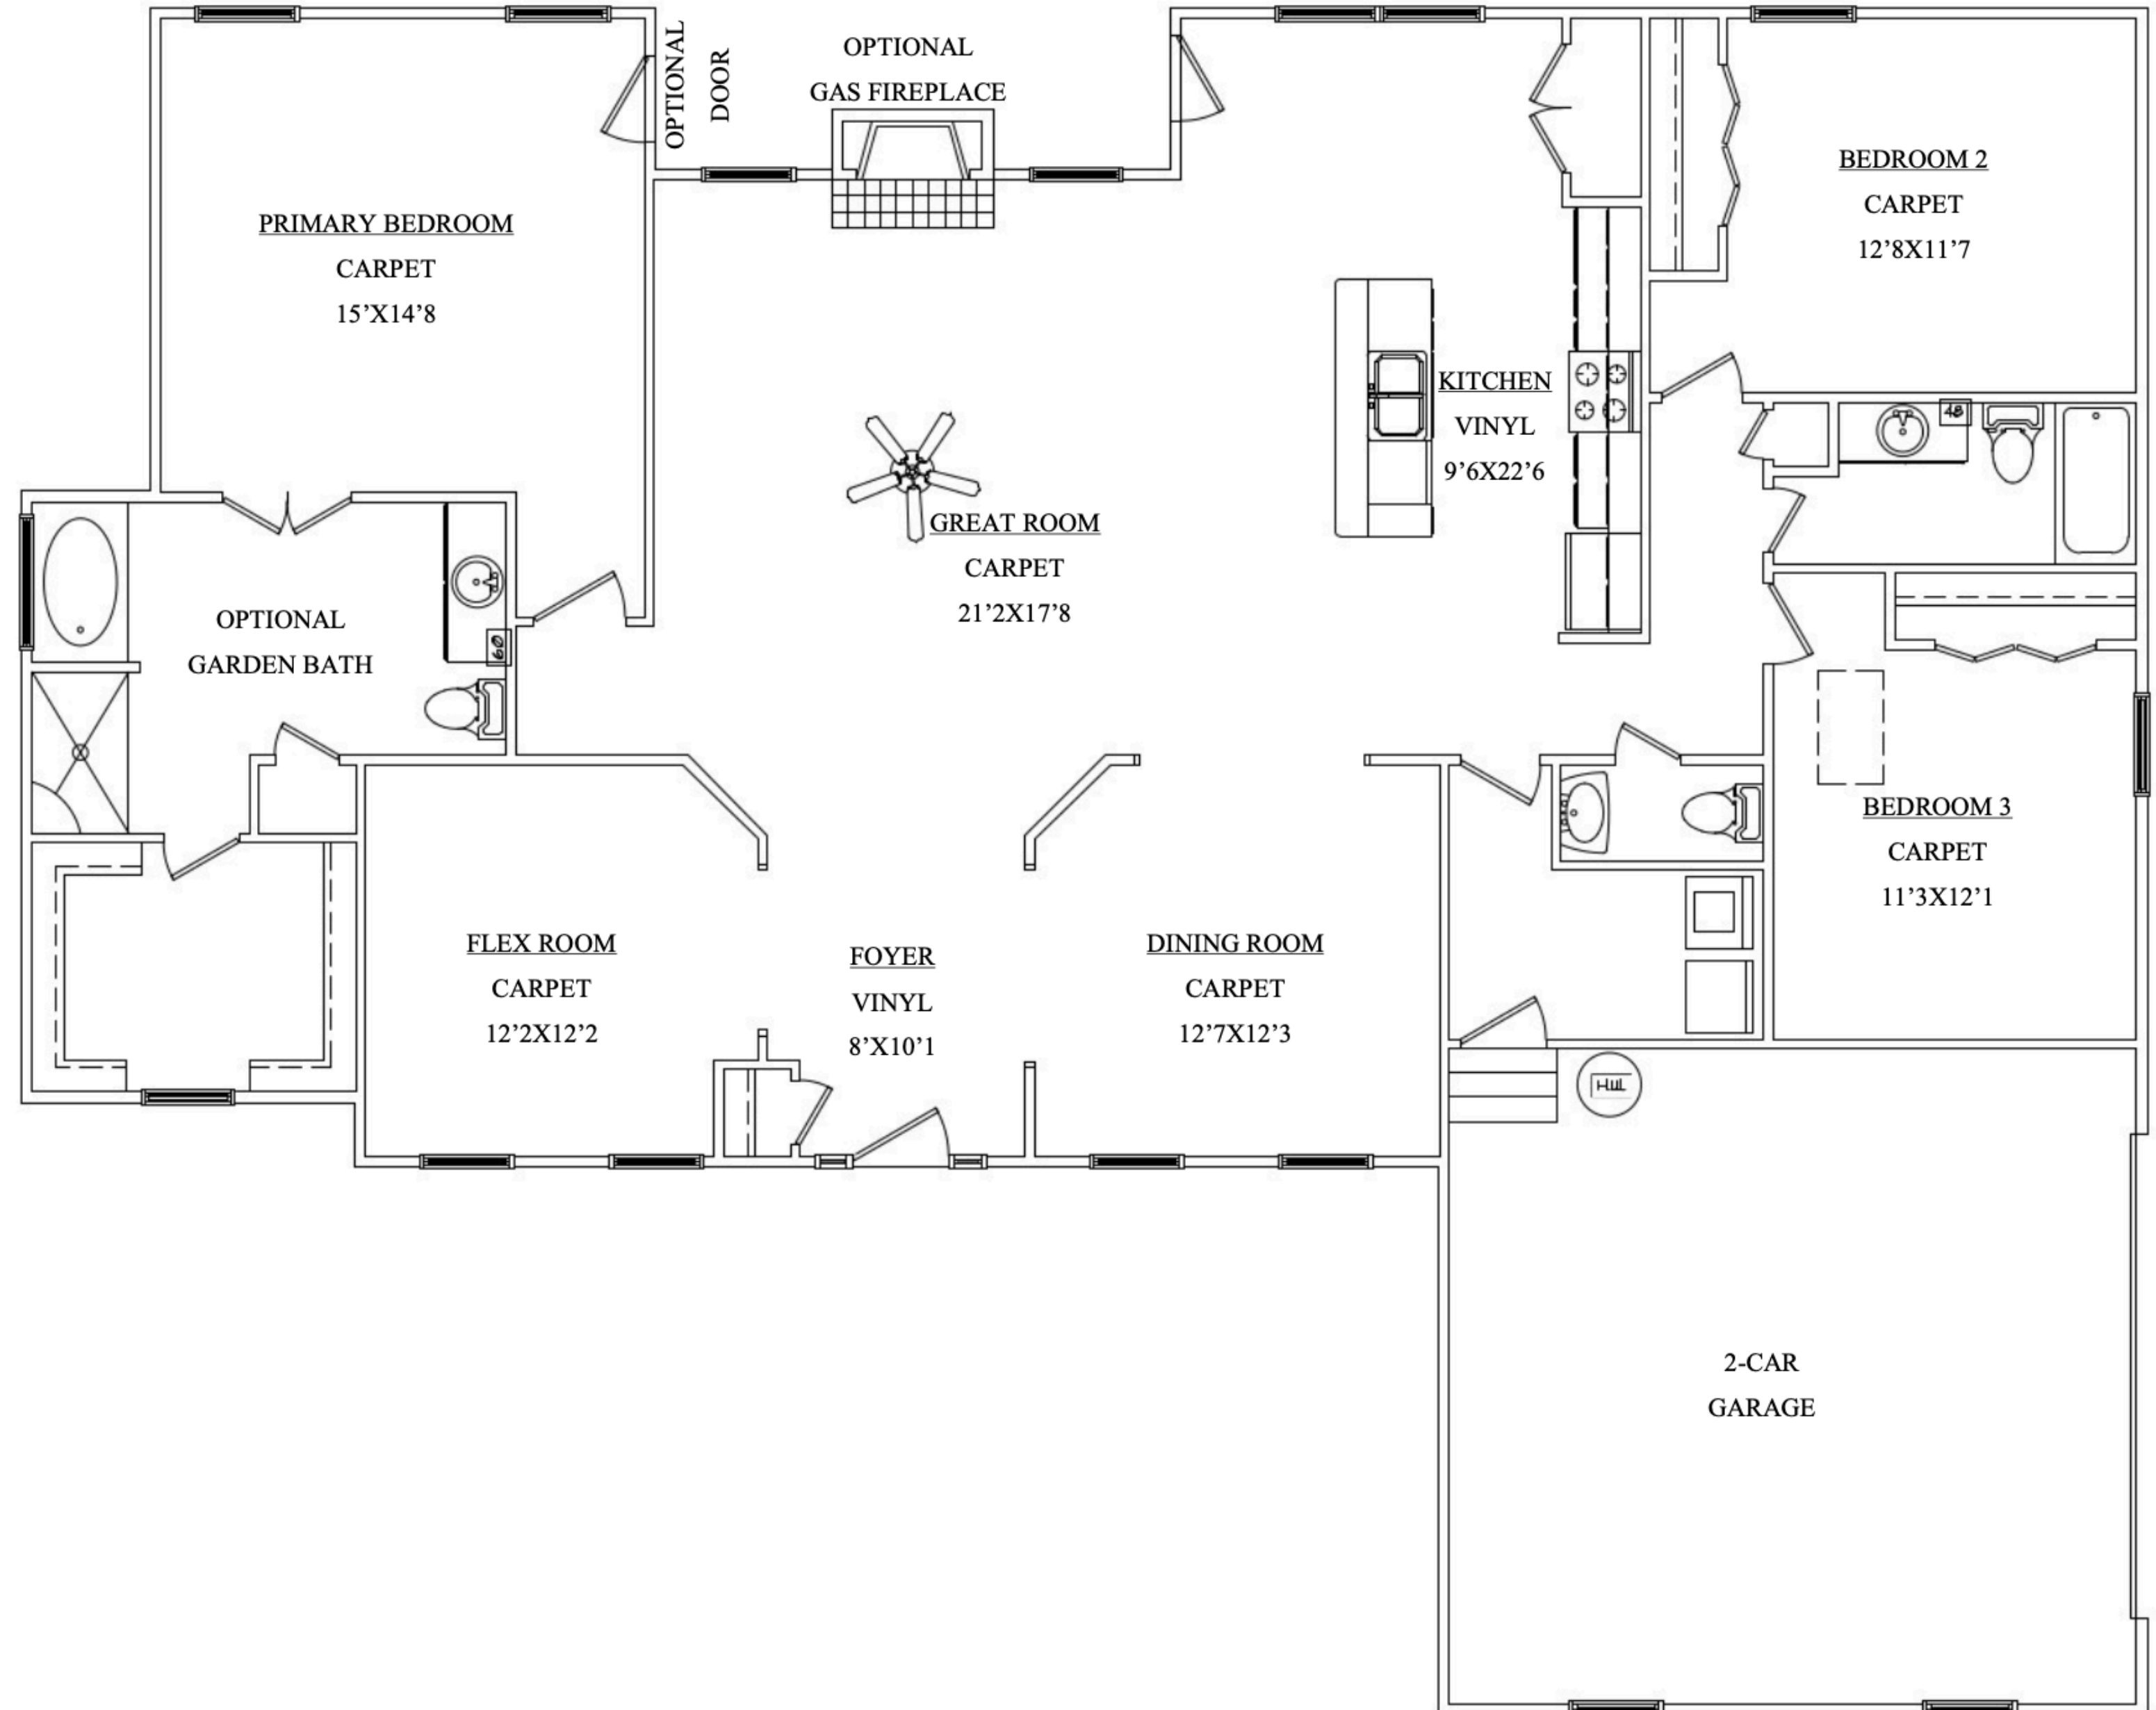 OPTIONAL
DOOR
OPTIONAL
GAS FIREPLACE
PRIMARY BEDROOM
CARPET
15’X14’8
BEDROOM 2
CARPET
12’8X11’7
KITCHEN
VINYL
9’6X22’6
48
GREAT ROOM
CARPET
21’2X17’8
OPTIONAL
GARDEN BATH
60
BEDROOM 3
CARPET
11’3X12’1
FLEX ROOM
CARPET
12’2X12’2
FOYER
VINYL
8’X10’1
DINING ROOM
CARPET
12’7X12’3
2-CAR
GARAGE